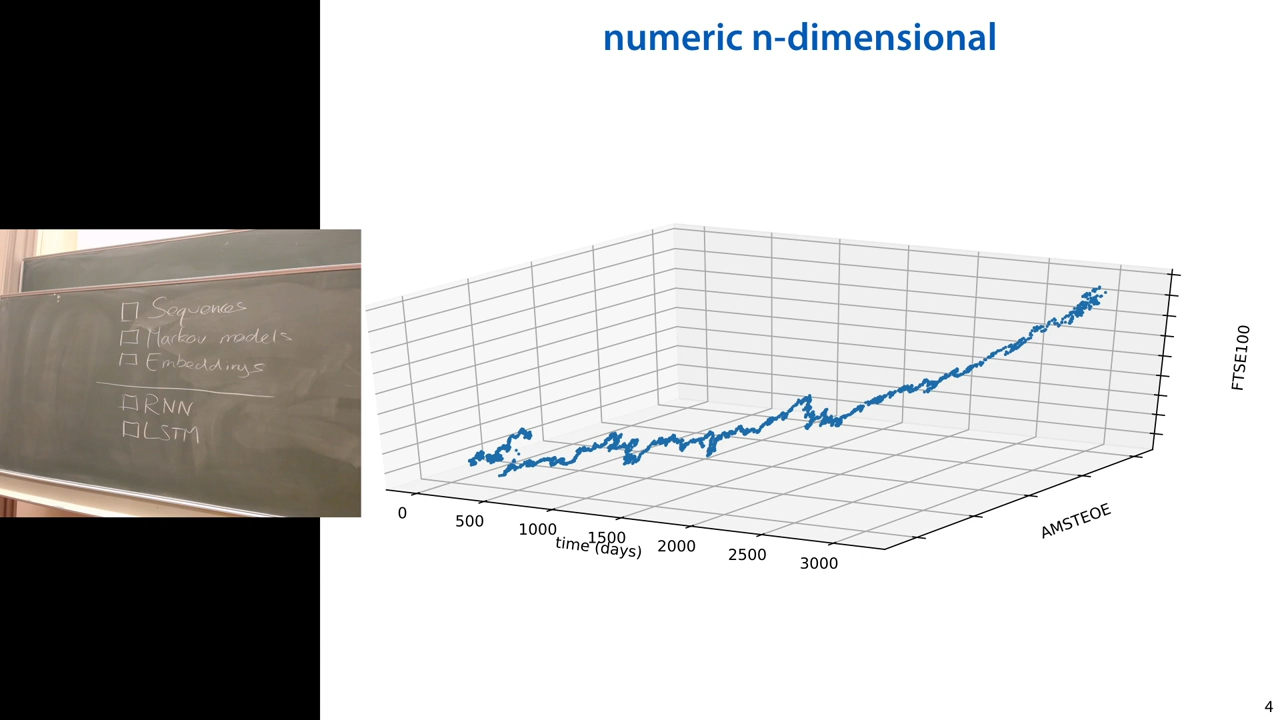 numeric n-dimensional
☐ Sequences
☐ Markov models
☐ Embeddings
☐ RNN
☐ LSTM
FTSE100
AMSTEOE
0
500
1000
1500
2000
2500
3000
time (days)
4